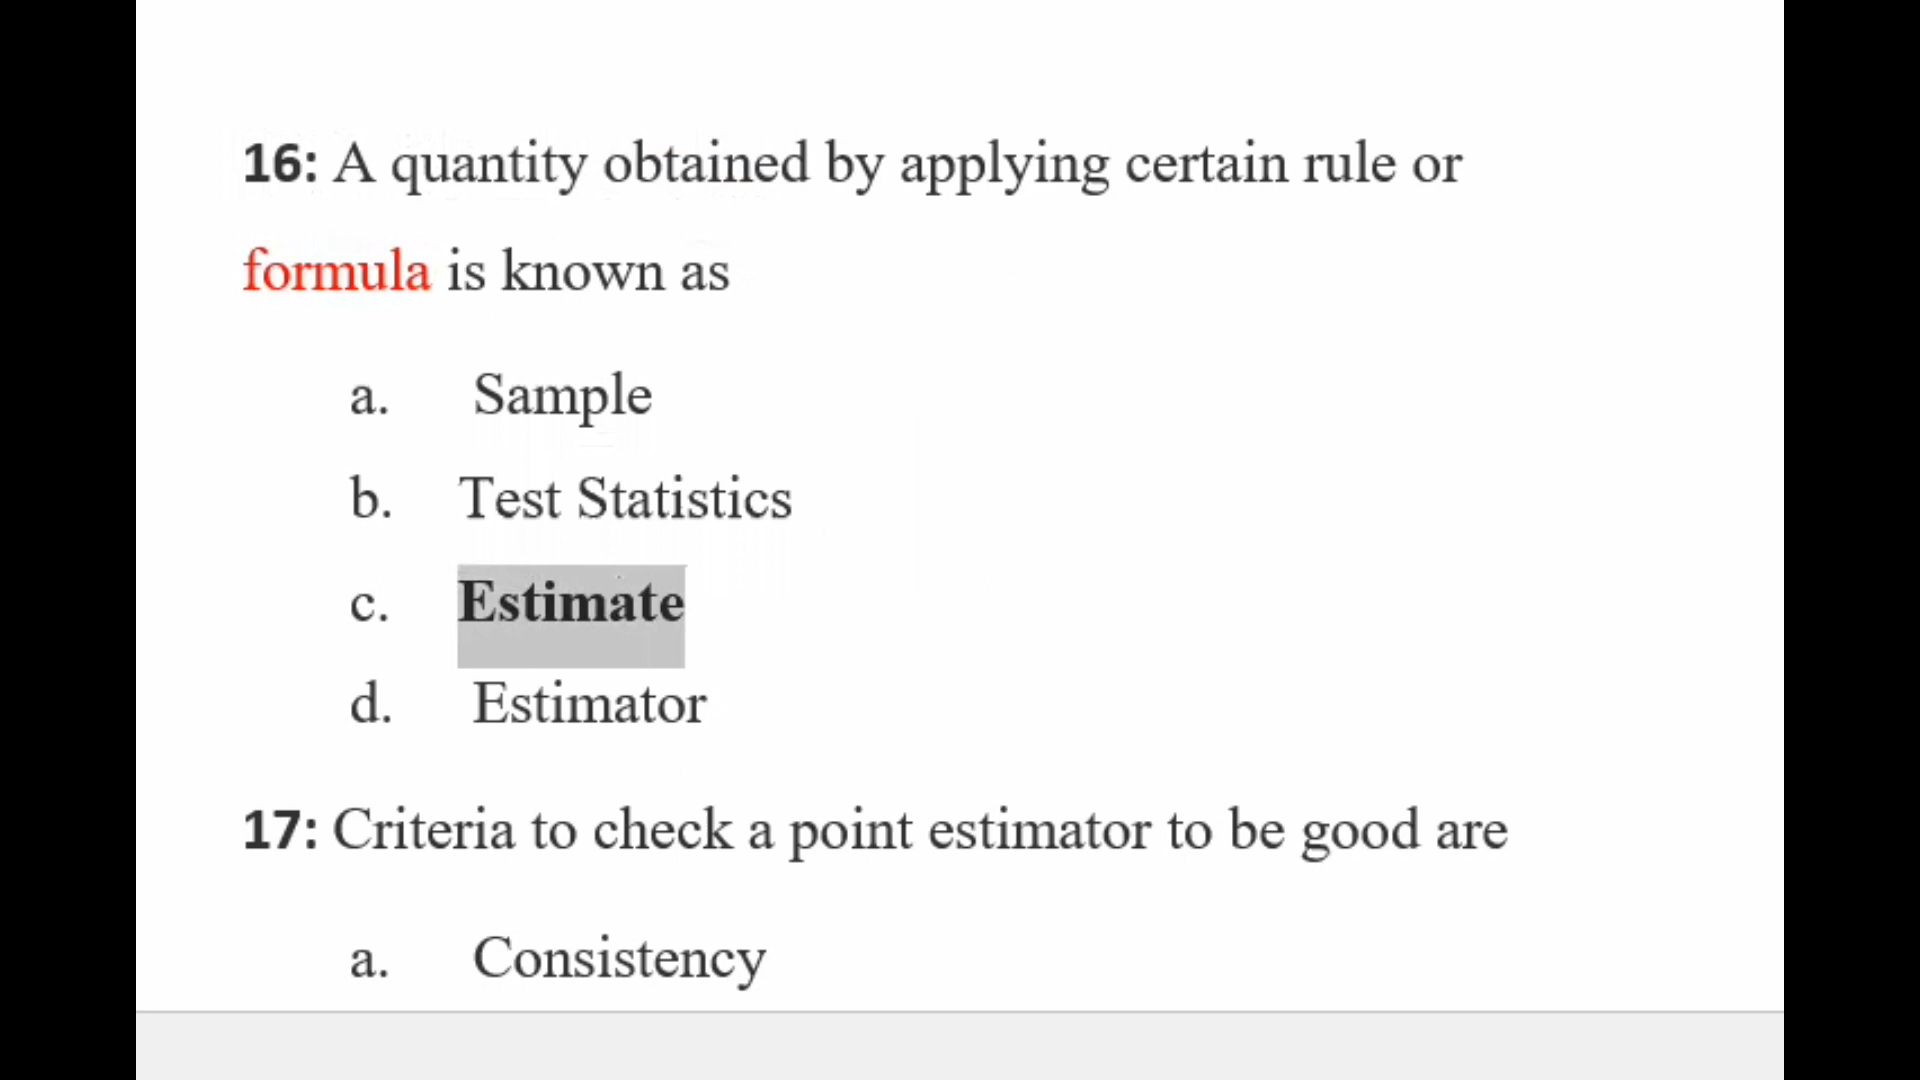 16: A quantity obtained by applying certain rule or
formula is known as
a. Sample
b. Test Statistics
c. Estimate
d. Estimator
17: Criteria to check a point estimator to be good are
a. Consistency